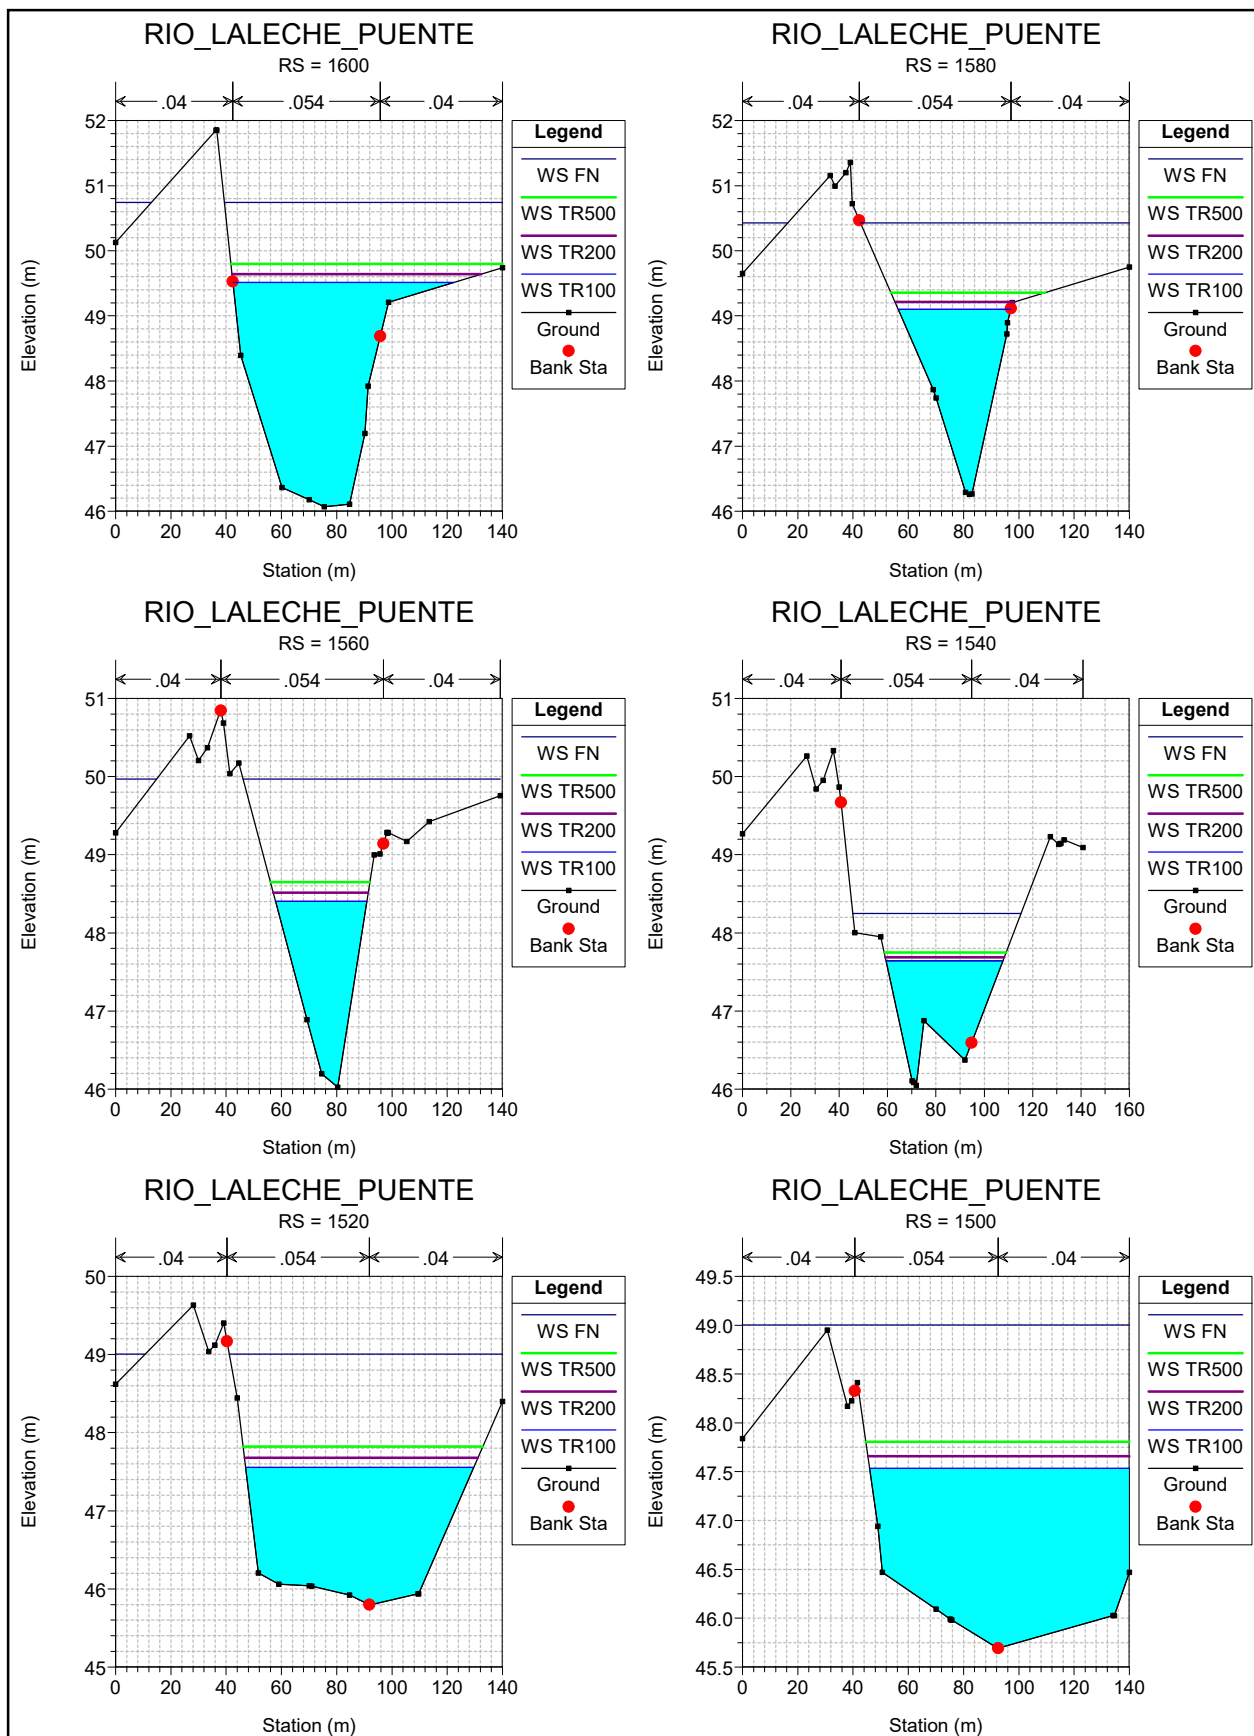 RIO_LALECHE_PUENTE
RS = 1600
.04 .054 .04
52
51
50
49
48
47
46
0 20 40 60 80 100 120 140
Elevation (m)
Station (m)
Legend
WS FN
WS TR500
WS TR200
WS TR100
Ground
Bank Sta
RIO_LALECHE_PUENTE
RS = 1580
.04 .054 .04
52
51
50
49
48
47
46
0 20 40 60 80 100 120 140
Elevation (m)
Station (m)
Legend
WS FN
WS TR500
WS TR200
WS TR100
Ground
Bank Sta
RIO_LALECHE_PUENTE
RS = 1560
.04 .054 .04
51
50
49
48
47
46
0 20 40 60 80 100 120 140
Elevation (m)
Station (m)
Legend
WS FN
WS TR500
WS TR200
WS TR100
Ground
Bank Sta
RIO_LALECHE_PUENTE
RS = 1540
.04 .054 .04
51
50
49
48
47
46
0 20 40 60 80 100 120 140 160
Elevation (m)
Station (m)
Legend
WS FN
WS TR500
WS TR200
WS TR100
Ground
Bank Sta
RIO_LALECHE_PUENTE
RS = 1520
.04 .054 .04
50
49
48
47
46
45
0 20 40 60 80 100 120 140
Elevation (m)
Station (m)
Legend
WS FN
WS TR500
WS TR200
WS TR100
Ground
Bank Sta
RIO_LALECHE_PUENTE
RS = 1500
.04 .054 .04
49.5
49.0
48.5
48.0
47.5
47.0
46.5
46.0
45.5
0 20 40 60 80 100 120 140
Elevation (m)
Station (m)
Legend
WS FN
WS TR500
WS TR200
WS TR100
Ground
Bank Sta